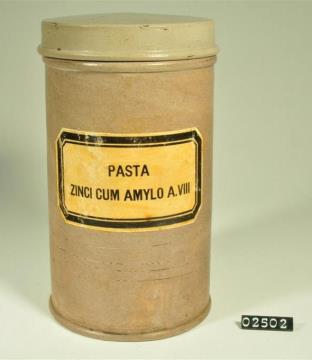 PASTA
ZINCI CUM AMYLO A.VIII
02502